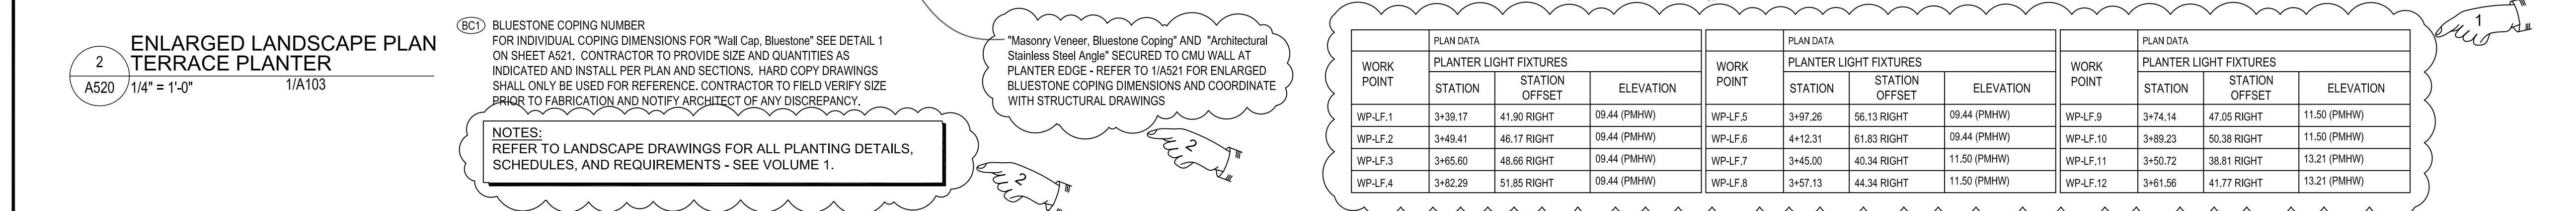 2
A520
ENLARGED LANDSCAPE PLAN
TERRACE PLANTER
1/4" = 1'-0"
1/A103
BC1 BLUESTONE COPING NUMBER
FOR INDIVIDUAL COPING DIMENSIONS FOR "Wall Cap, Bluestone" SEE DETAIL 1
ON SHEET A521. CONTRACTOR TO PROVIDE SIZE AND QUANTITIES AS
INDICATED AND INSTALL PER PLAN AND SECTIONS. HARD COPY DRAWINGS
SHALL ONLY BE USED FOR REFERENCE. CONTRACTOR TO FIELD VERIFY SIZE
PRIOR TO FABRICATION AND NOTIFY ARCHITECT OF ANY DISCREPANCY.
NOTES:
REFER TO LANDSCAPE DRAWINGS FOR ALL PLANTING DETAILS,
SCHEDULES, AND REQUIREMENTS - SEE VOLUME 1.
2
"Masonry Veneer, Bluestone Coping" AND "Architectural
Stainless Steel Angle" SECURED TO CMU WALL AT
PLANTER EDGE - REFER TO 1/A521 FOR ENLARGED
BLUESTONE COPING DIMENSIONS AND COORDINATE
WITH STRUCTURAL DRAWINGS
2
WORK
POINT
PLAN DATA
PLANTER LIGHT FIXTURES
STATION
STATION
OFFSET
ELEVATION
WP-LF.1 3+39.17 41.90 RIGHT 09.44 (PMHW)
WP-LF.2 3+49.41 46.17 RIGHT 09.44 (PMHW)
WP-LF.3 3+65.60 48.66 RIGHT 09.44 (PMHW)
WP-LF.4 3+82.29 51.85 RIGHT 09.44 (PMHW)
WORK
POINT
PLAN DATA
PLANTER LIGHT FIXTURES
STATION
STATION
OFFSET
ELEVATION
WP-LF.5 3+97.26 56.13 RIGHT 09.44 (PMHW)
WP-LF.6 4+12.31 61.83 RIGHT 09.44 (PMHW)
WP-LF.7 3+45.00 40.34 RIGHT 11.50 (PMHW)
WP-LF.8 3+57.13 44.34 RIGHT 11.50 (PMHW)
WORK
POINT
PLAN DATA
PLANTER LIGHT FIXTURES
STATION
STATION
OFFSET
ELEVATION
WP-LF.9 3+74.14 47.05 RIGHT 11.50 (PMHW)
WP-LF.10 3+89.23 50.38 RIGHT 11.50 (PMHW)
WP-LF.11 3+50.72 38.81 RIGHT 13.21 (PMHW)
WP-LF.12 3+61.56 41.77 RIGHT 13.21 (PMHW)
1